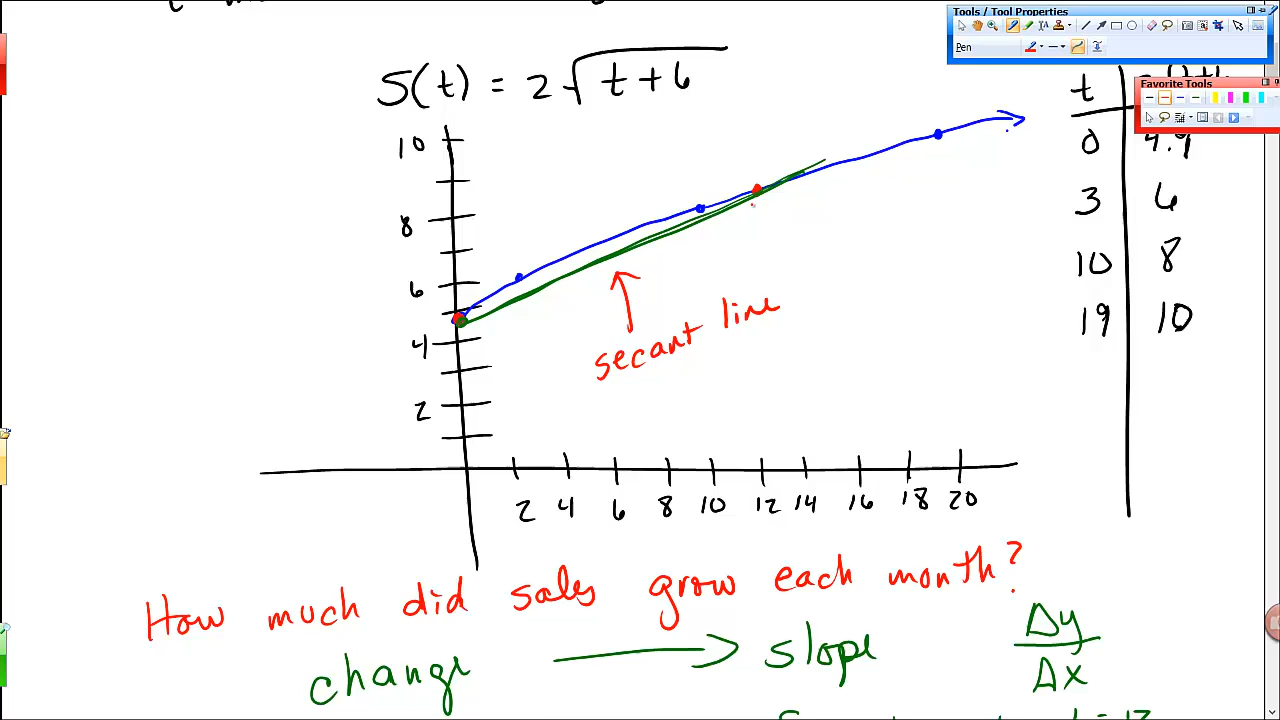 Tools / Tool Properties
Pen
Favorite Tools
S(t) = 2√(t+6)
t
0 4.9
3 6
10 8
19 10
10
8
6
4
2
secant line
2 4 6 8 10 12 14 16 18 20
How much did sales grow each month?
change → slope Δy
Δx